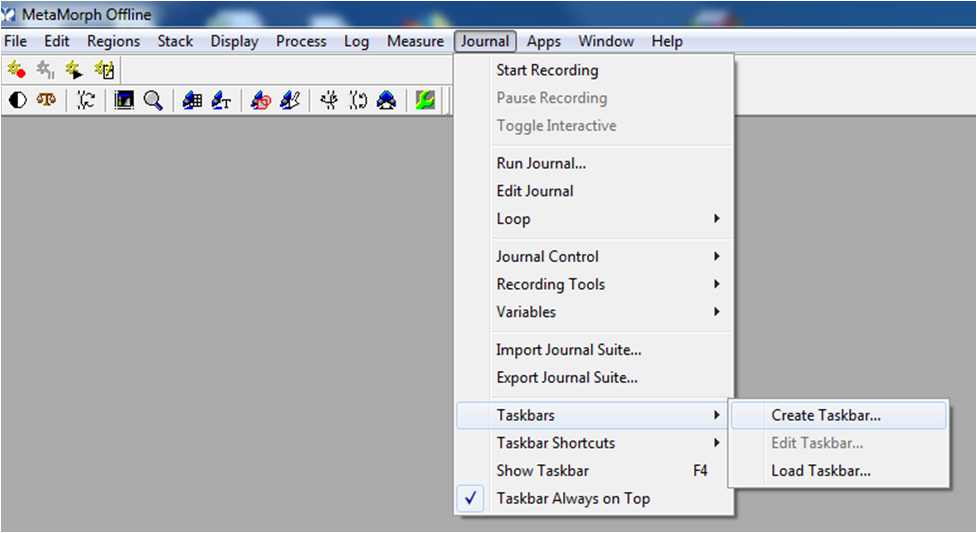 MetaMorph Offline
File Edit Regions Stack Display Process Log Measure Journal Apps Window Help
Start Recording
Pause Recording
Toggle Interactive
Run Journal...
Edit Journal
Loop
Journal Control
Recording Tools
Variables
Import Journal Suite...
Export Journal Suite...
Taskbars
Create Taskbar...
Taskbar Shortcuts
Edit Taskbar...
Show Taskbar F4
Load Taskbar...
Taskbar Always on Top